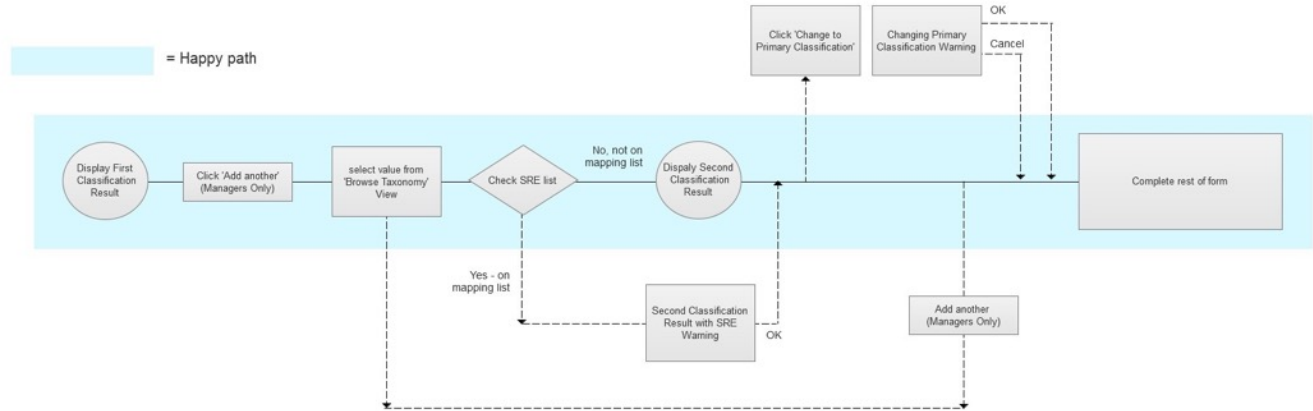 Click 'Change to
Primary Classification'
Changing Primary
Classification Warning
OK
Cancel
= Happy path
Display First
Classification
Result
Click 'Add another'
(Managers Only)
select value from
'Browse Taxonomy'
View
Check SRE list
No, not on
mapping list
Dispaly Second
Classification
Result
Complete rest of form
Yes - on
mapping list
Second Classification
Result with SRE
Warning
OK
Add another
(Managers Only)